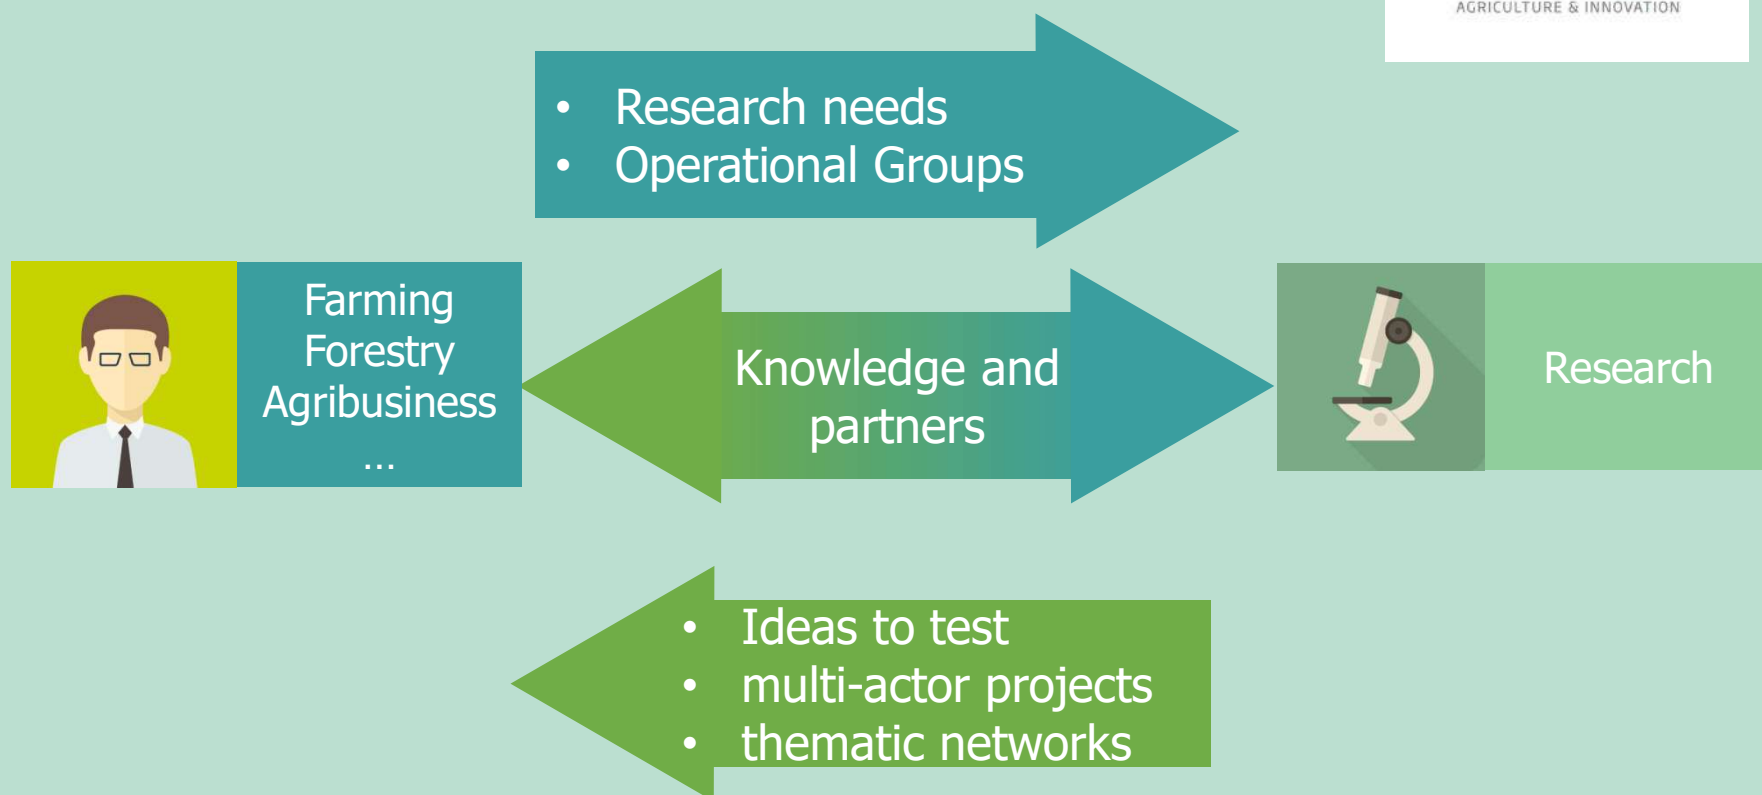 AGRICULTURE & INNOVATION
• Research needs
• Operational Groups
Farming
Forestry
Agribusiness
...
Knowledge and
partners
Research
• Ideas to test
• multi-actor projects
• thematic networks